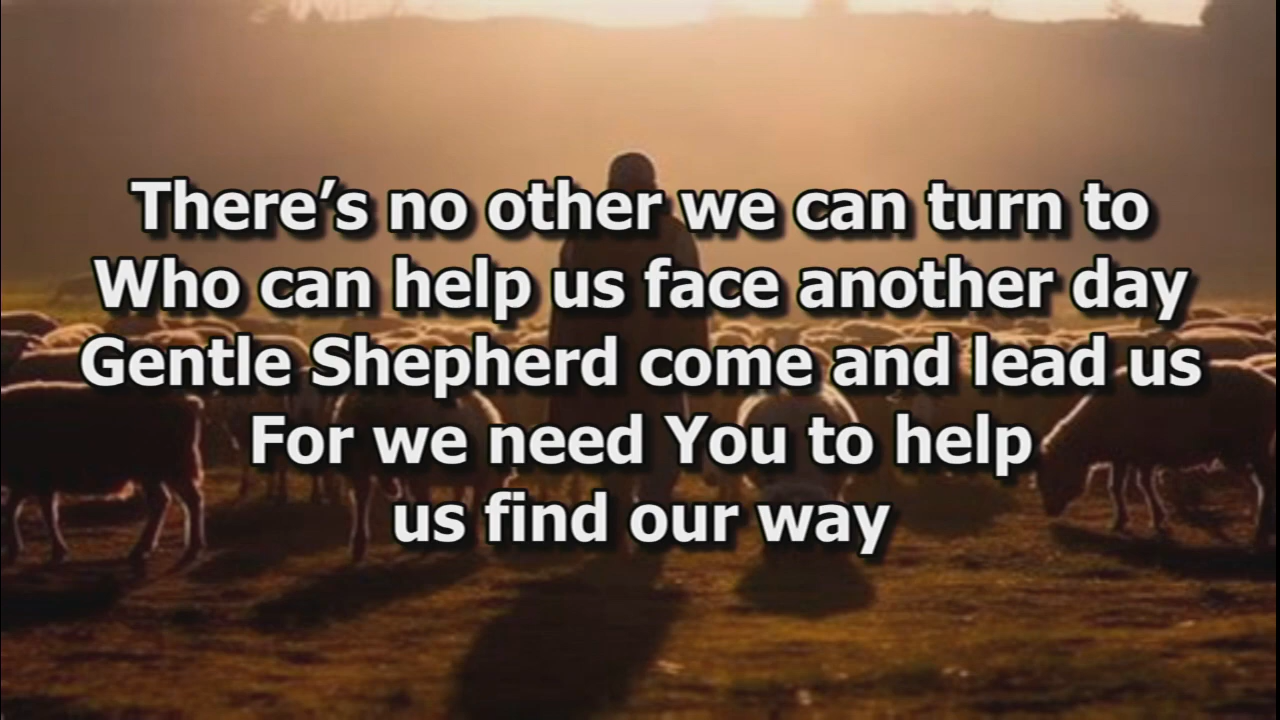 There’s no other we can turn to
Who can help us face another day
Gentle Shepherd come and lead us
For we need You to help
us find our way